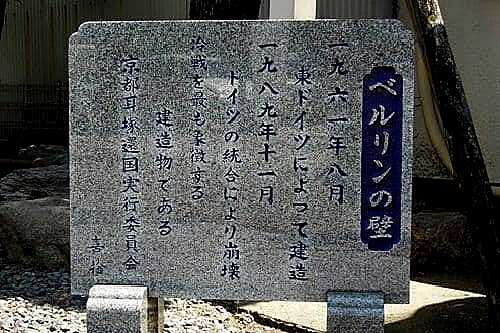 ベルリンの壁
一九六一年八月
東ドイツによって建造
一九八九年十一月
ドイツの統合により崩壊
冷戦を最も象徴する
建造物である
京都耳塚還国実行委員会